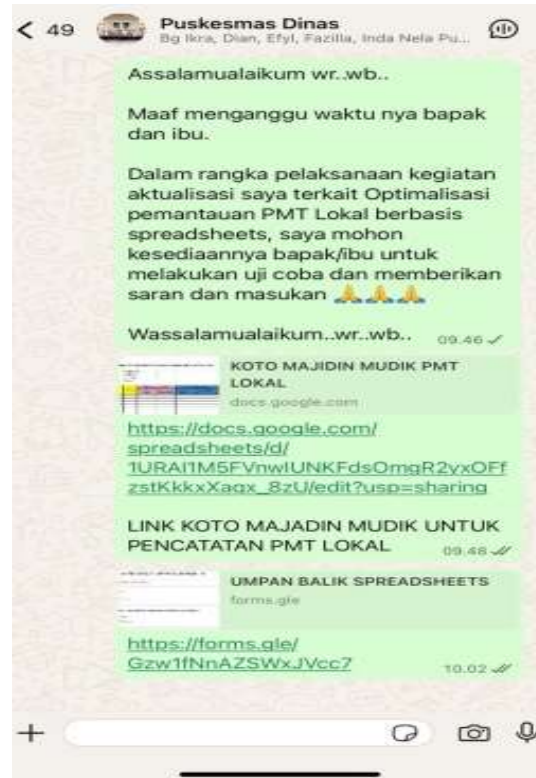 49
Puskesmas Dinas
Bg Ikra, Dian, Efyl, Fazilla, Inda Nela Pu...
Assalamualaikum wr..wb..
Maaf menganggu waktu nya bapak
dan ibu.
Dalam rangka pelaksanaan kegiatan
aktualisasi saya terkait Optimalisasi
pemantauan PMT Lokal berbasis
spreadsheets, saya mohon
kesediaannya bapak/ibu untuk
melakukan uji coba dan memberikan
saran dan masukan 🙏🙏🙏
Wassalamualaikum..wr..wb..
09.46
KOTO MAJIDIN MUDIK PMT
LOKAL
docs.google.com
https://docs.google.com/
spreadsheets/d/
1URAI1M5FVnwIUNKFdsOmgR2yxOFf
zstKkkxXaqx_8zU/edit?usp=sharing
LINK KOTO MAJADIN MUDIK UNTUK
PENCATATAN PMT LOKAL
09.48
UMPAN BALIK SPREADSHEETS
forms.gle
https://forms.gle/
Gzw1fNnAZSWxJVcc7
10.02